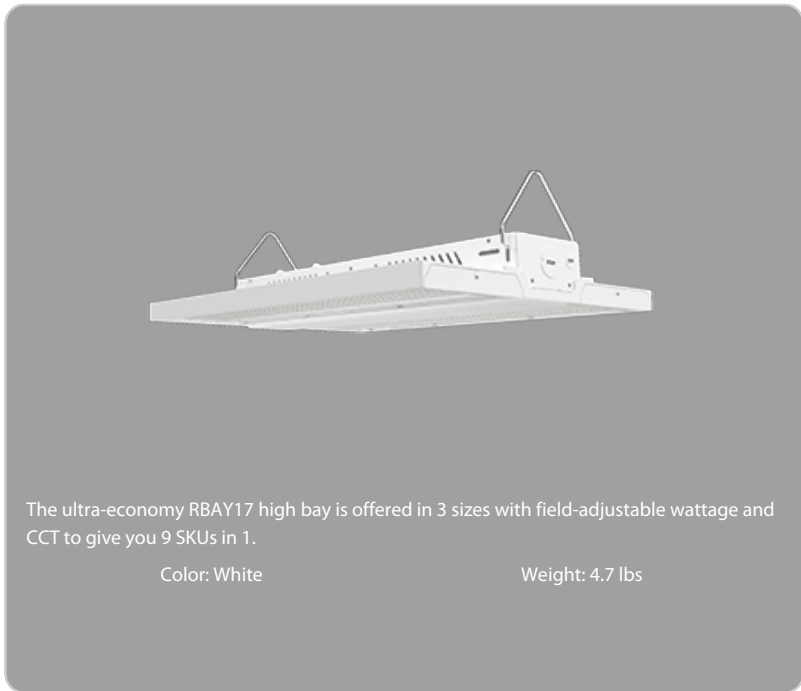 The ultra-economy RBAY17 high bay is offered in 3 sizes with field-adjustable wattage and
CCT to give you 9 SKUs in 1.
Color: White
Weight: 4.7 lbs